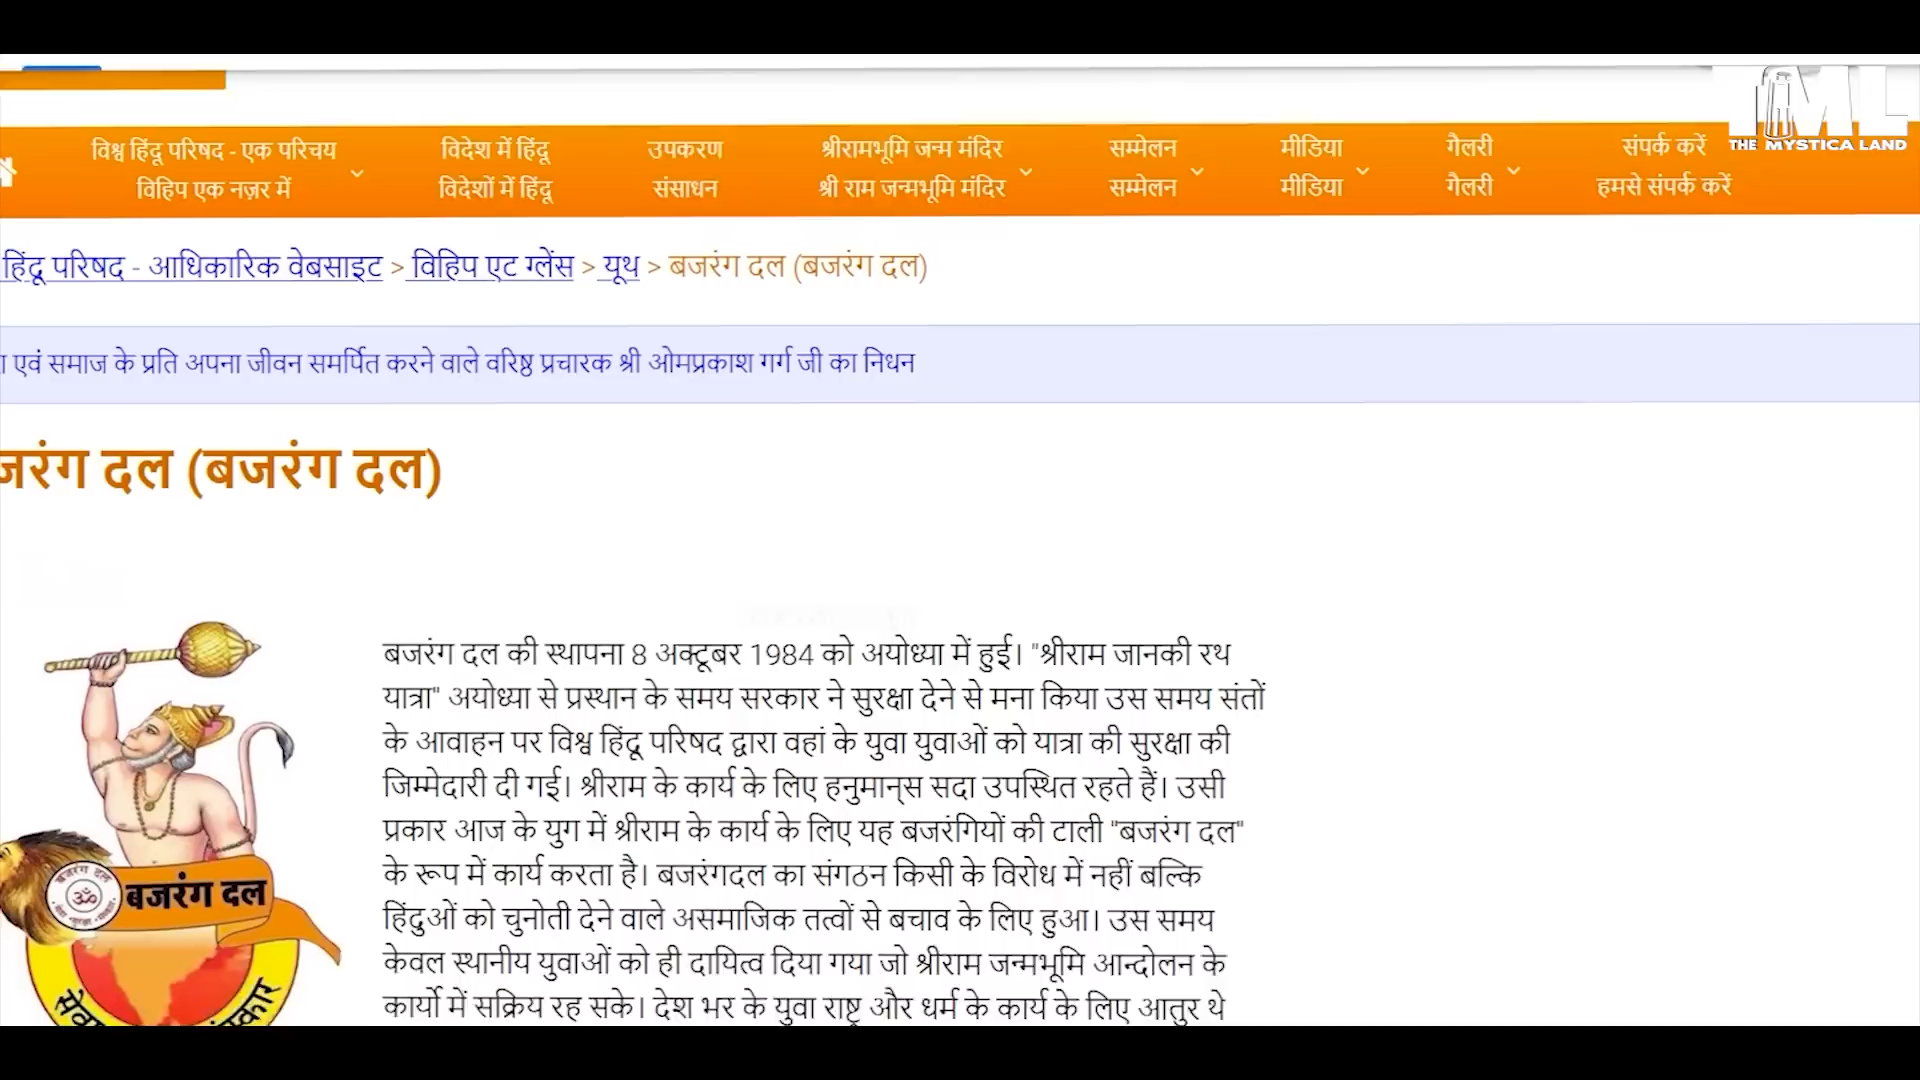 THE MYSTICA LAND
विश्व हिंदू परिषद - एक परिचय
विहिप एक नज़र में
विदेश में हिंदू
विदेशों में हिंदू
उपकरण
संसाधन
श्रीरामभूमि जन्म मंदिर
श्री राम जन्मभूमि मंदिर
सम्मेलन
सम्मेलन
मीडिया
मीडिया
गैलरी
गैलरी
संपर्क करें
हमसे संपर्क करें
हिंदू परिषद - आधिकारिक वेबसाइट > विहिप एट ग्लेंस > यूथ > बजरंग दल (बजरंग दल)
एवं समाज के प्रति अपना जीवन समर्पित करने वाले वरिष्ठ प्रचारक श्री ओमप्रकाश गर्ग जी का निधन
जरंग दल (बजरंग दल)
बजरंग दल की स्थापना 8 अक्टूबर 1984 को अयोध्या में हुई। "श्रीराम जानकी रथ
यात्रा" अयोध्या से प्रस्थान के समय सरकार ने सुरक्षा देने से मना किया उस समय संतों
के आवाहन पर विश्व हिंदू परिषद द्वारा वहां के युवा युवाओं को यात्रा की सुरक्षा की
जिम्मेदारी दी गई। श्रीराम के कार्य के लिए हनुमान्स सदा उपस्थित रहते हैं। उसी
प्रकार आज के युग में श्रीराम के कार्य के लिए यह बजरंगियों की टाली "बजरंग दल"
के रूप में कार्य करता है। बजरंगदल का संगठन किसी के विरोध में नहीं बल्कि
हिंदुओं को चुनोती देने वाले असमाजिक तत्वों से बचाव के लिए हुआ। उस समय
केवल स्थानीय युवाओं को ही दायित्व दिया गया जो श्रीराम जन्मभूमि आन्दोलन के
कार्यो में सक्रिय रह सके। देश भर के युवा राष्ट्र और धर्म के कार्य के लिए आतुर थे
बजरंग दल
ॐ
बजरंग दल